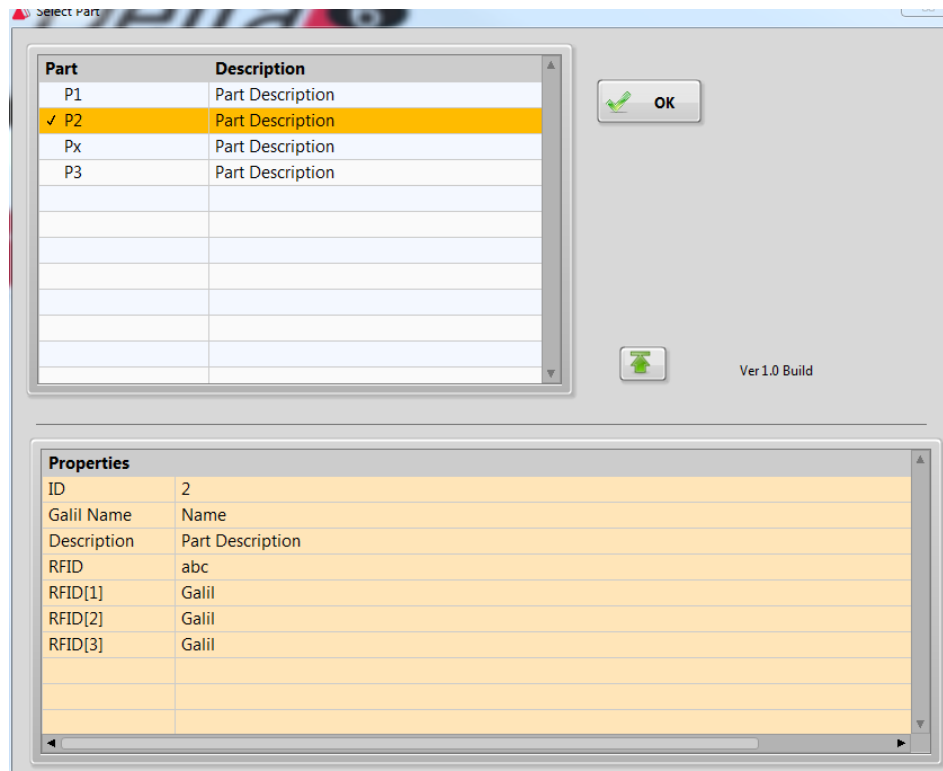 Select Part
Part Description
P1 Part Description
✓ P2 Part Description
Px Part Description
P3 Part Description
OK
Ver 1.0 Build
Properties
ID 2
Galil Name Name
Description Part Description
RFID abc
RFID[1] Galil
RFID[2] Galil
RFID[3] Galil